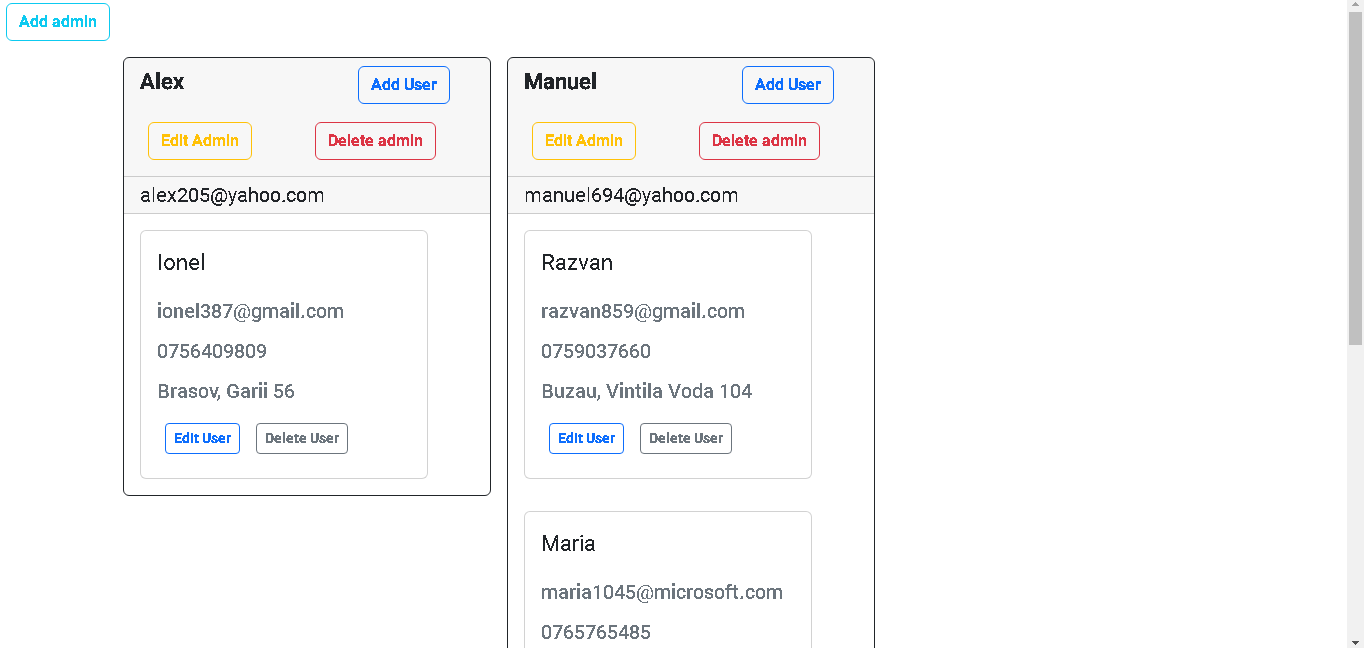 Add admin
Alex
Add User
Edit Admin
Delete admin
alex205@yahoo.com
Ionel
ionel387@gmail.com
0756409809
Brasov, Garii 56
Edit User
Delete User
Manuel
Add User
Edit Admin
Delete admin
manuel694@yahoo.com
Razvan
razvan859@gmail.com
0759037660
Buzau, Vintila Voda 104
Edit User
Delete User
Maria
maria1045@microsoft.com
0765765485